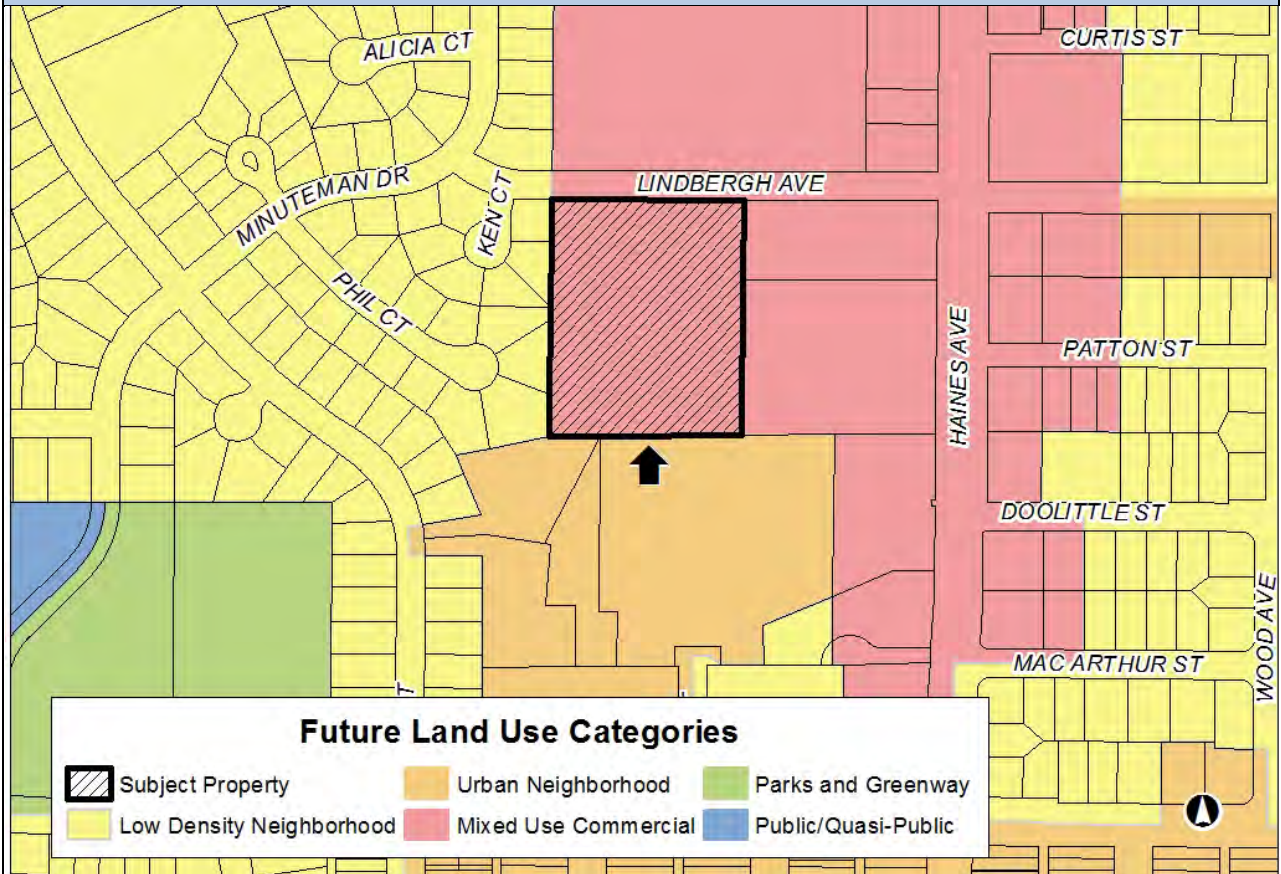 ALICIA CT
CURTIS ST
MINUTEMAN DR
LINDBERGH AVE
KEN CT
PHIL CT
HAINES AVE
PATTON ST
DOOLITTLE ST
WOOD AVE
MAC ARTHUR ST
T
Future Land Use Categories
Subject Property
Urban Neighborhood
Parks and Greenway
Low Density Neighborhood
Mixed Use Commercial
Public/Quasi-Public